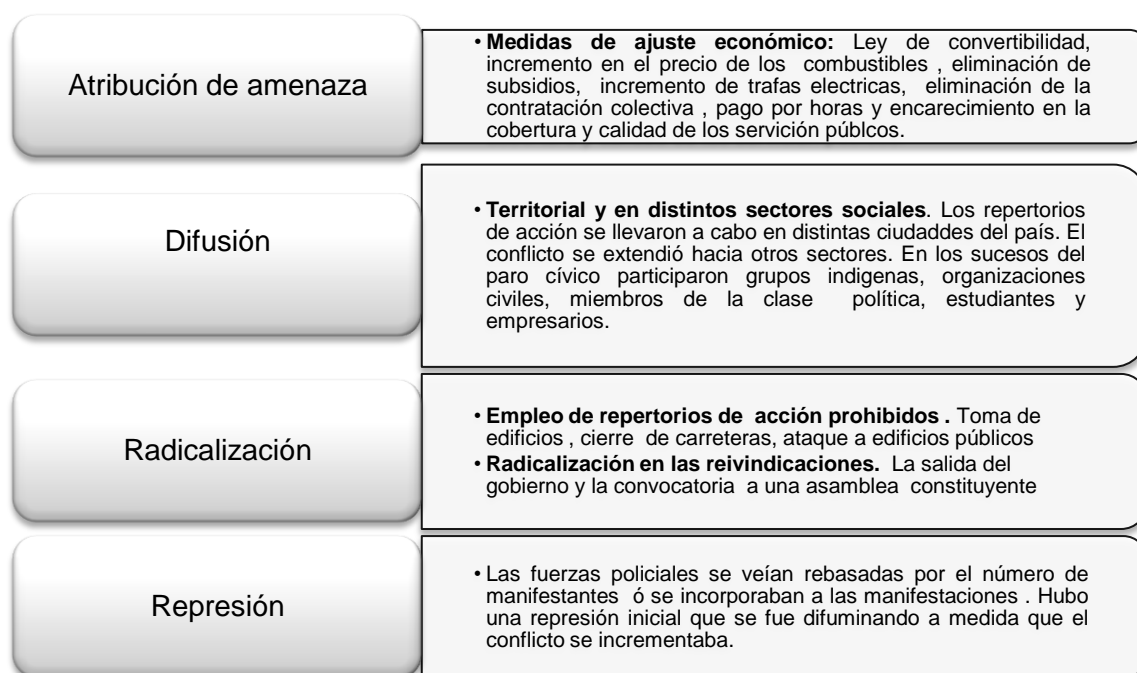 Atribución de amenaza
• Medidas de ajuste económico: Ley de convertibilidad,
incremento en el precio de los combustibles , eliminación de
subsidios, incremento de trafas electricas, eliminación de la
contratación colectiva , pago por horas y encarecimiento en la
cobertura y calidad de los servición públcos.
Difusión
• Territorial y en distintos sectores sociales. Los repertorios
de acción se llevaron a cabo en distintas ciudaddes del país. El
conflicto se extendió hacia otros sectores. En los sucesos del
paro cívico participaron grupos indigenas, organizaciones
civiles, miembros de la clase política, estudiantes y
empresarios.
Radicalización
• Empleo de repertorios de acción prohibidos . Toma de
edificios , cierre de carreteras, ataque a edificios públicos
• Radicalización en las reivindicaciones. La salida del
gobierno y la convocatoria a una asamblea constituyente
Represión
• Las fuerzas policiales se veían rebasadas por el número de
manifestantes ó se incorporaban a las manifestaciones . Hubo
una represión inicial que se fue difuminando a medida que el
conflicto se incrementaba.